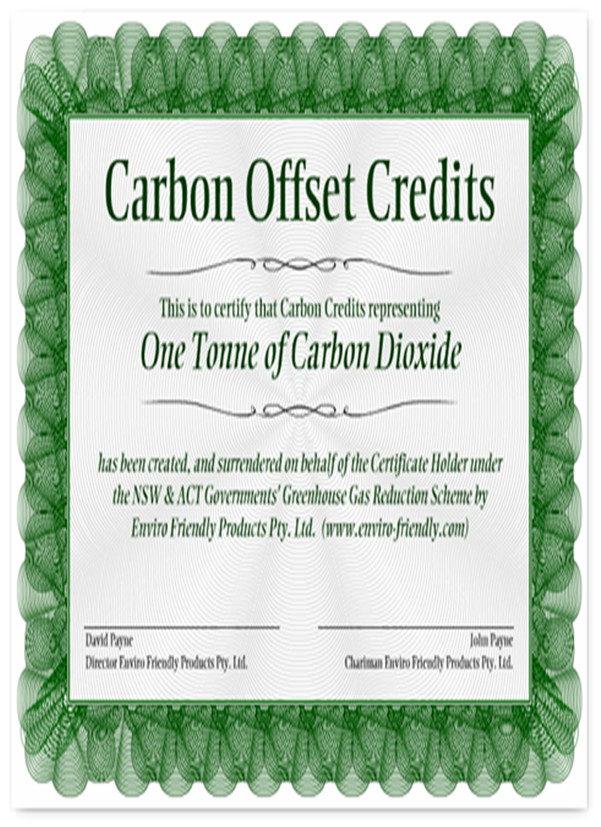 Carbon Offset Credits
This is to certify that Carbon Credits representing
One Tonne of Carbon Dioxide
has been created, and surrendered on behalf of the Certificate Holder under
the NSW & ACT Governments' Greenhouse Gas Reduction Scheme by
Enviro Friendly Products Pty. Ltd. (www.enviro-friendly.com)
David Payne
Director Enviro Friendly Products Pty. Ltd.
John Payne
Chariman Enviro Friendly Products Pty. Ltd.